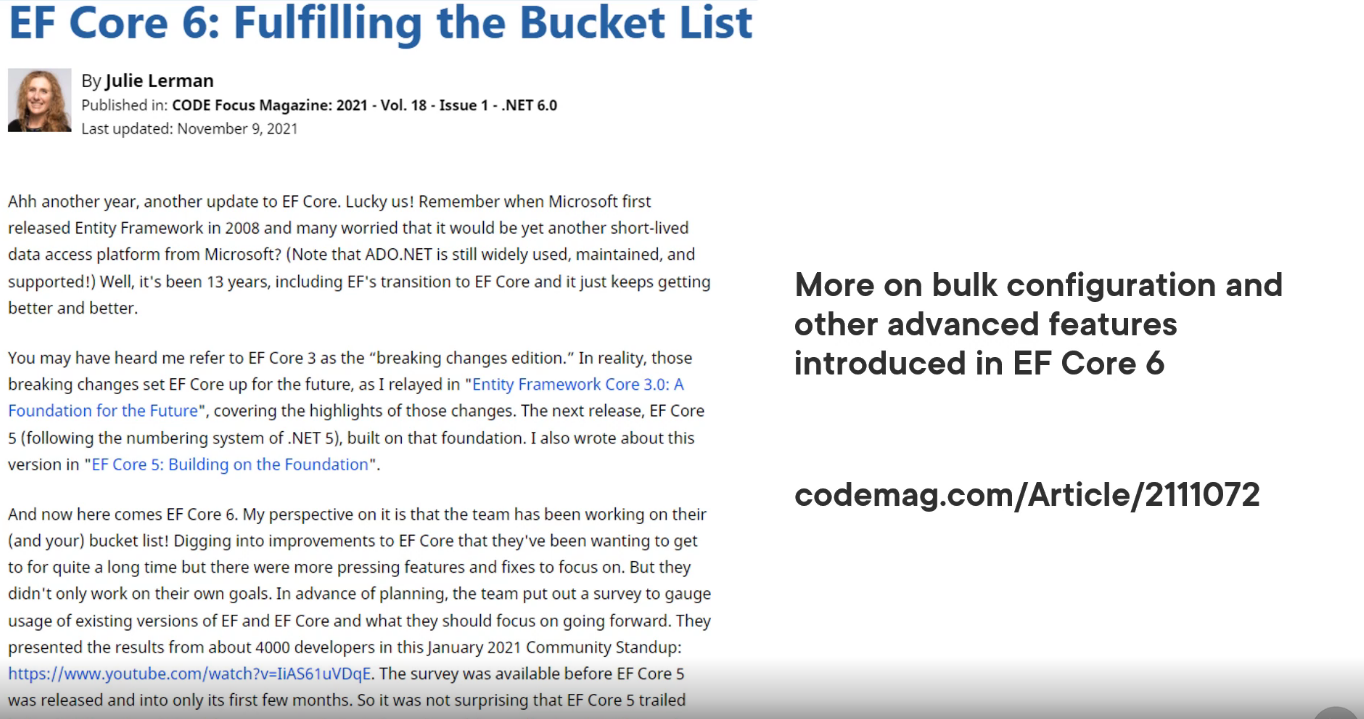 EF Core 6: Fulfilling the Bucket List
By Julie Lerman
Published in: CODE Focus Magazine: 2021 - Vol. 18 - Issue 1 - .NET 6.0
Last updated: November 9, 2021
Ahh another year, another update to EF Core. Lucky us! Remember when Microsoft first
released Entity Framework in 2008 and many worried that it would be yet another short-lived
data access platform from Microsoft? (Note that ADO.NET is still widely used, maintained, and
supported!) Well, it's been 13 years, including EF's transition to EF Core and it just keeps getting
better and better.
You may have heard me refer to EF Core 3 as the “breaking changes edition.” In reality, those
breaking changes set EF Core up for the future, as I relayed in "Entity Framework Core 3.0: A
Foundation for the Future", covering the highlights of those changes. The next release, EF Core
5 (following the numbering system of .NET 5), built on that foundation. I also wrote about this
version in "EF Core 5: Building on the Foundation".
And now here comes EF Core 6. My perspective on it is that the team has been working on their
(and your) bucket list! Digging into improvements to EF Core that they've been wanting to get
to for quite a long time but there were more pressing features and fixes to focus on. But they
didn't only work on their own goals. In advance of planning, the team put out a survey to gauge
usage of existing versions of EF and EF Core and what they should focus on going forward. They
presented the results from about 4000 developers in this January 2021 Community Standup:
https://www.youtube.com/watch?v=IiAS61uVDqE. The survey was available before EF Core 5
was released and into only its first few months. So it was not surprising that EF Core 5 trailed
More on bulk configuration and
other advanced features
introduced in EF Core 6
codemag.com/Article/2111072